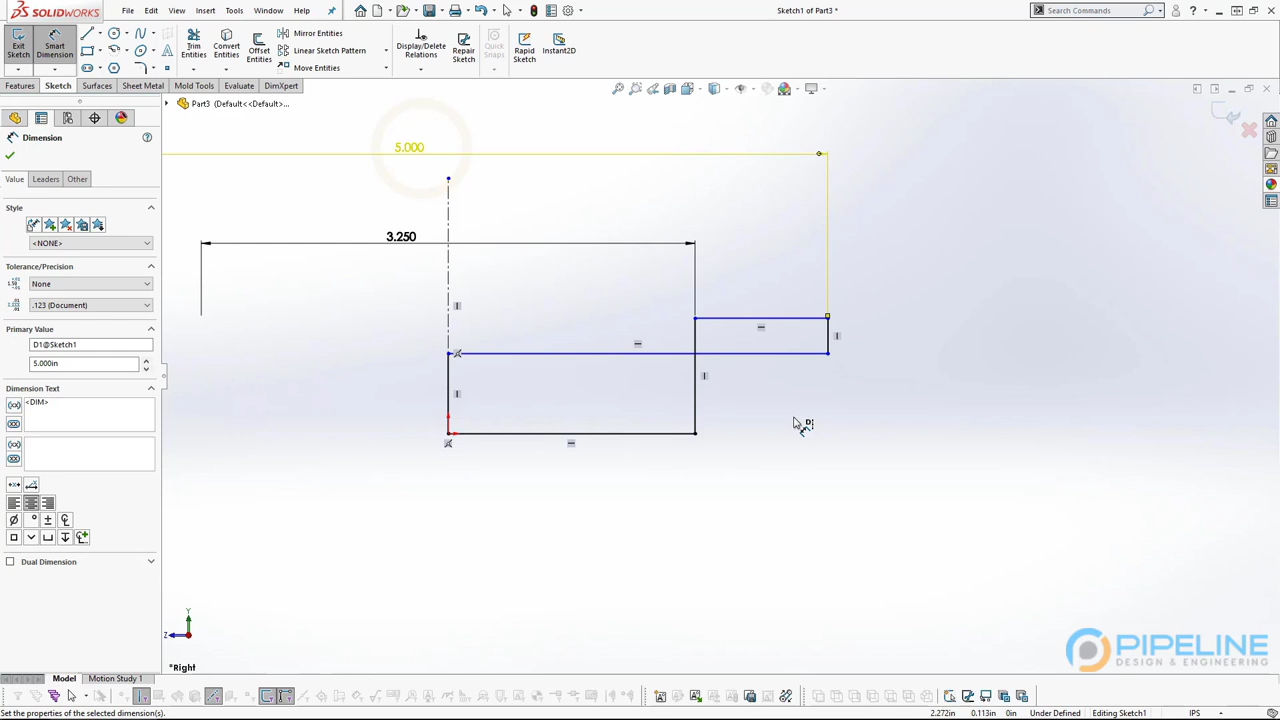 SOLIDWORKS
File Edit View Insert Tools Window Help
Sketch1 of Part3 *
Search Commands
Exit Sketch
Smart Dimension
Trim Entities
Convert Entities
Offset Entities
Mirror Entities
Linear Sketch Pattern
Move Entities
Display/Delete Relations
Repair Sketch
Quick Snaps
Rapid Sketch
Instant2D
Features Sketch Surfaces Sheet Metal Mold Tools Evaluate DimXpert
Part3 (Default<<Default>...
Dimension
Value Leaders Other
Style
<NONE>
Tolerance/Precision
None
.123 (Document)
Primary Value
D1@Sketch1
5.000in
Dimension Text
<DIM>
Dual Dimension
5.000
3.250
Y
Z
*Right
PIPELINE
DESIGN & ENGINEERING
Model Motion Study 1
Set the properties of the selected dimension(s).
2.272in 0.113in 0in Under Defined Editing Sketch1 IPS